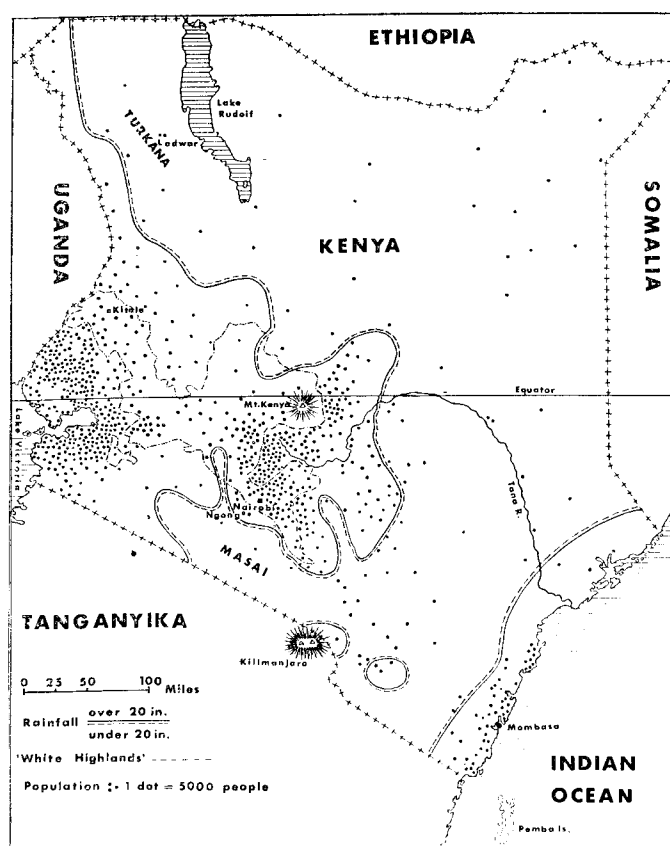 ETHIOPIA
Lake
Rudolf
TURKANA
Lodwar
UGANDA
KENYA
SOMALIA
Kitale
Equator
Mt. Kenya
Lake Victoria
Tana R.
Nairobi
Ngong
MASAI
TANGANYIKA
Kilimanjaro
0 50 100 Miles
over 20 in.
Rainfall
under 20 in.
'White Highlands'
Population :- 1 dot = 5000 people
Mombasa
INDIAN
OCEAN
Pemba Is.